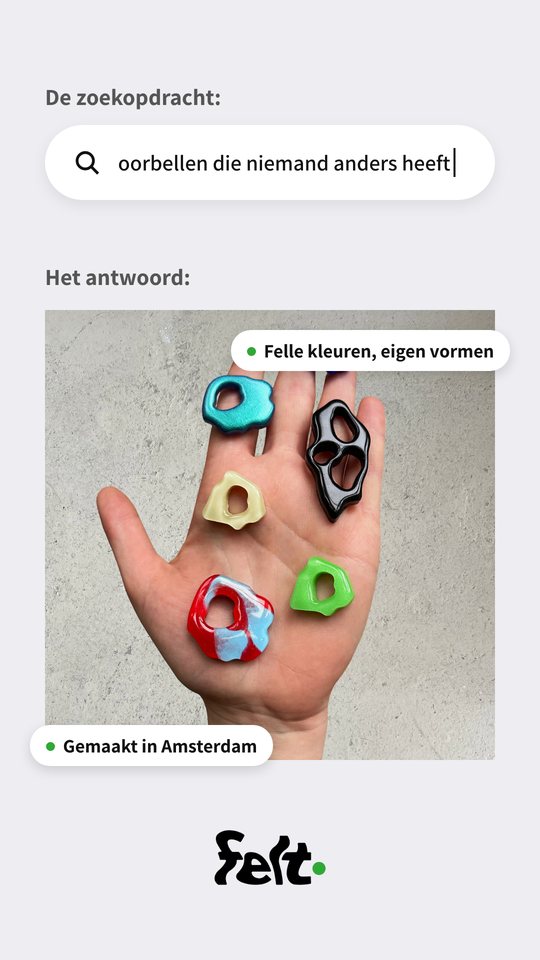 De zoekopdracht:
oorbellen die niemand anders heeft
Het antwoord:
Felle kleuren, eigen vormen
Gemaakt in Amsterdam
felt.